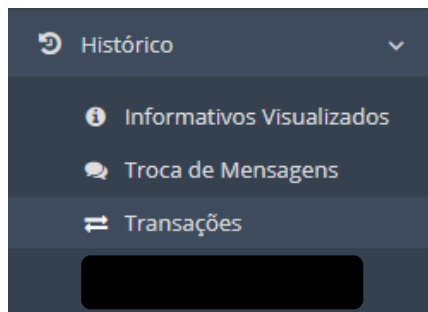 Histórico
Informativos Visualizados
Troca de Mensagens
Transações